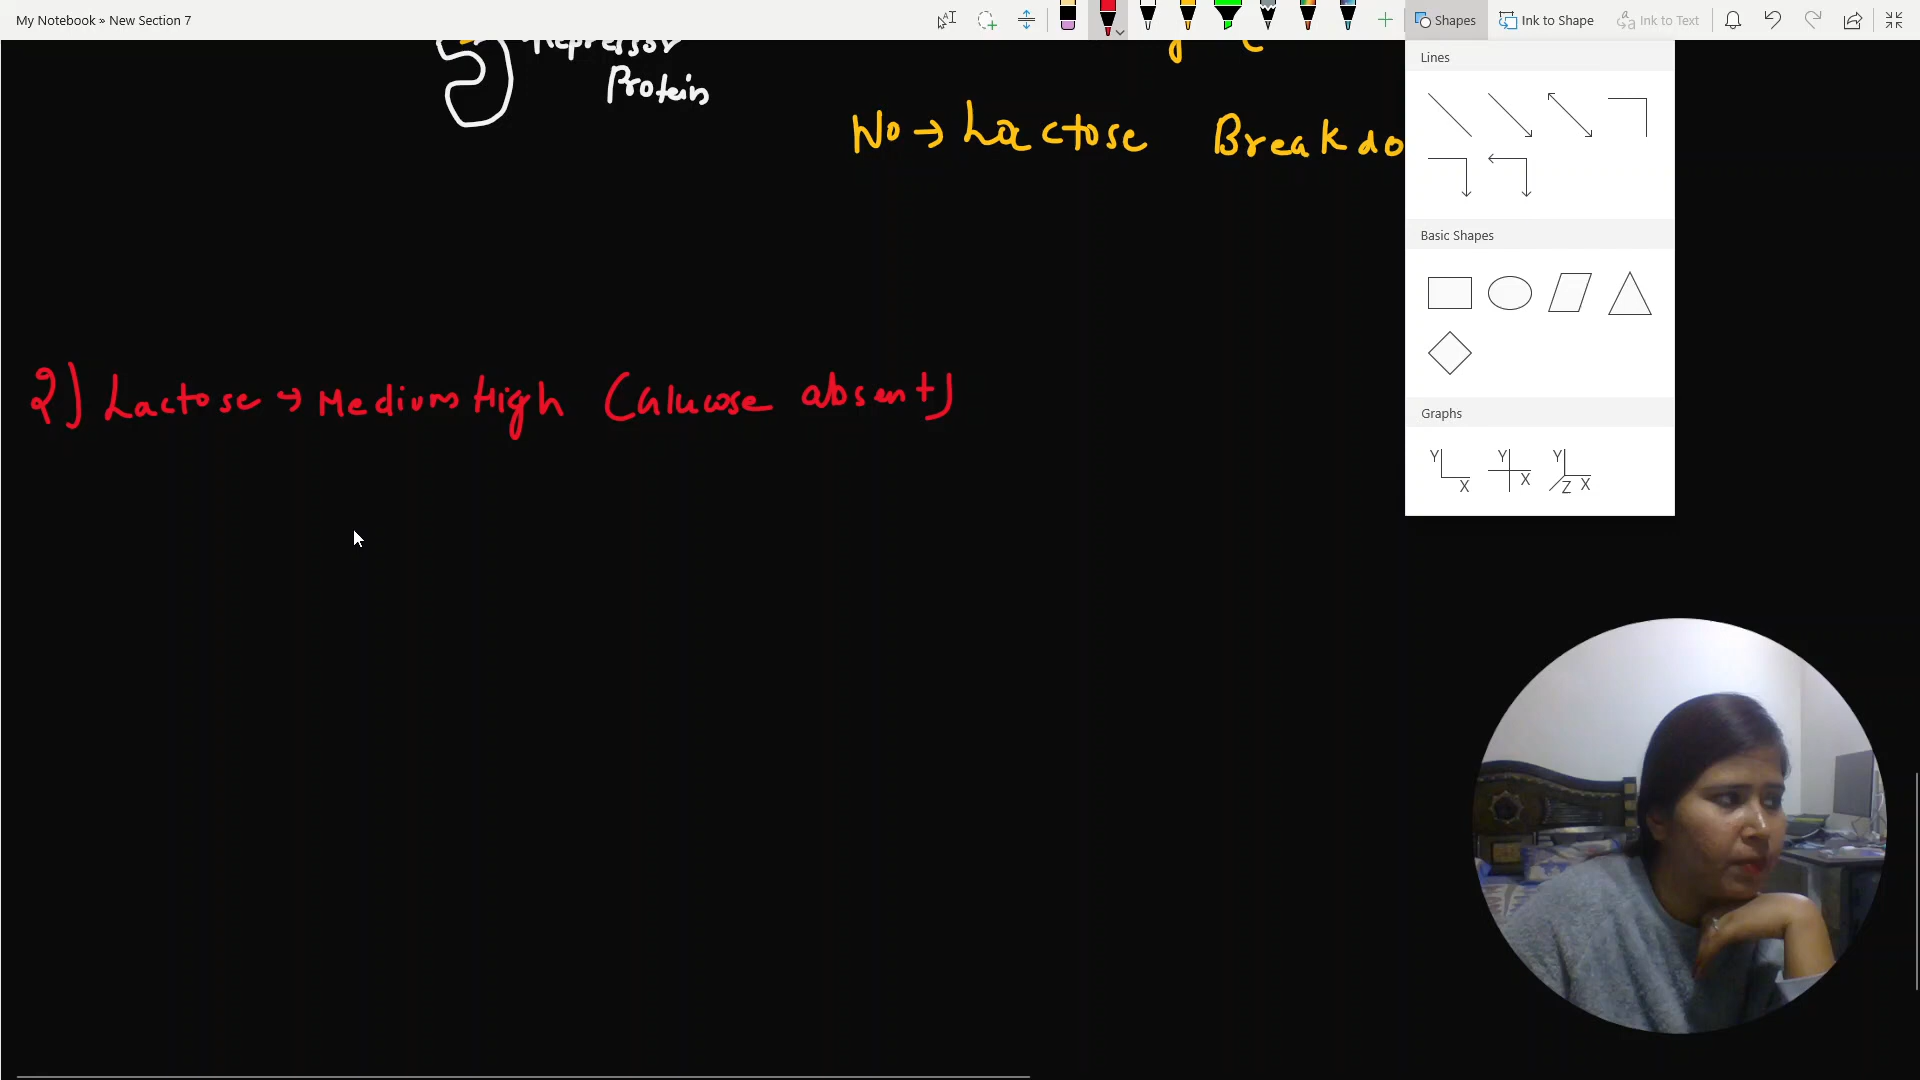 My Notebook » New Section 7
Shapes
Ink to Shape
Ink to Text
Lines
Repressor
Protein
No → Lactose Breakdo
Basic Shapes
2) Lactose → Medium High (Glucose absent)
Graphs
Y X
Y X
Y Z X